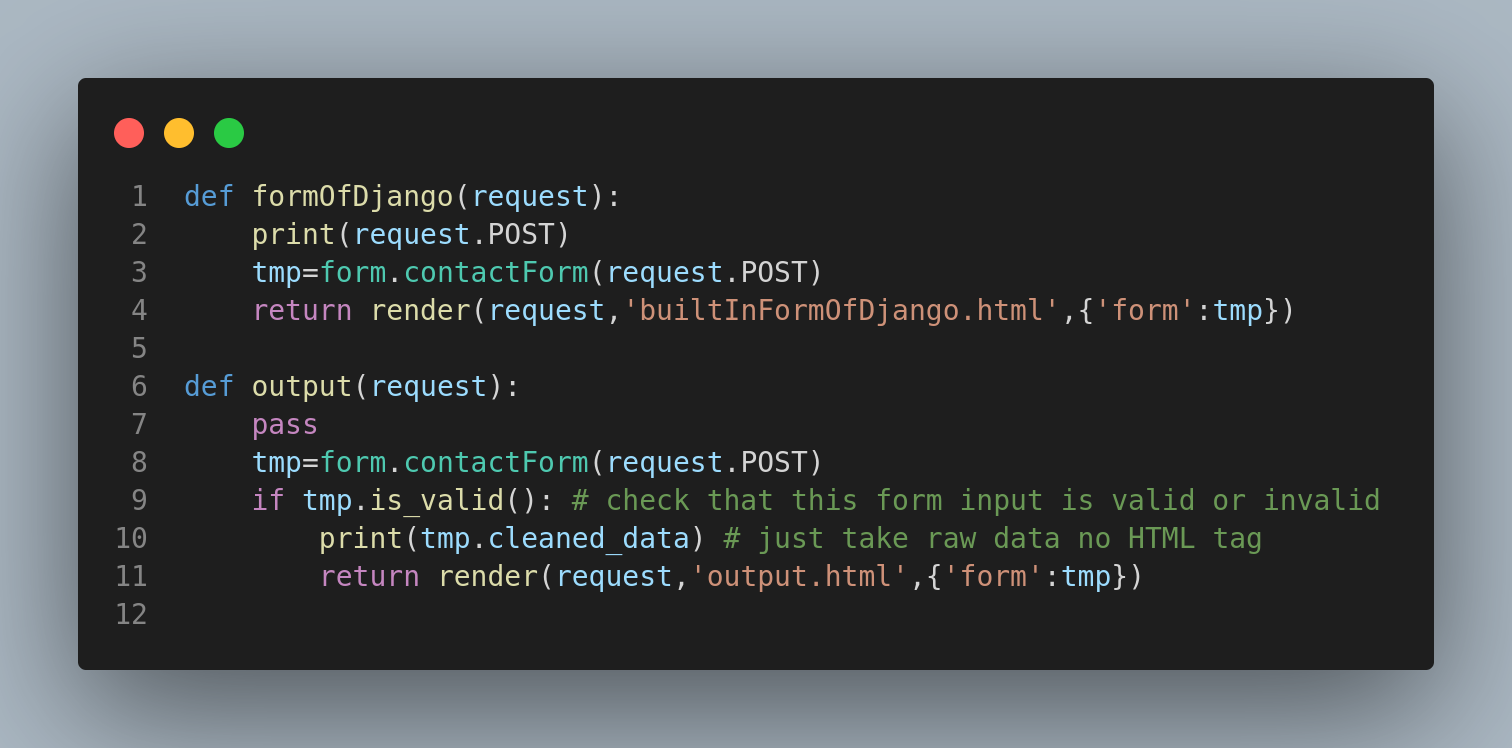 1 def formOfDjango(request):
2     print(request.POST)
3     tmp=form.contactForm(request.POST)
4     return render(request,'builtInFormOfDjango.html',{'form':tmp})
5
6 def output(request):
7     pass
8     tmp=form.contactForm(request.POST)
9     if tmp.is_valid(): # check that this form input is valid or invalid
10         print(tmp.cleaned_data) # just take raw data no HTML tag
11         return render(request,'output.html',{'form':tmp})
12